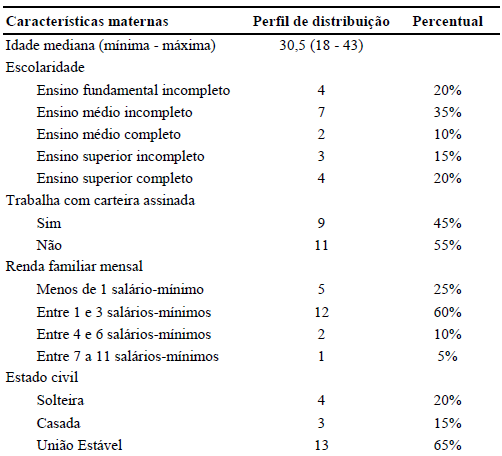 Características maternas Perfil de distribuição Percentual
Idade mediana (mínima - máxima) 30,5 (18 - 43)
Escolaridade
Ensino fundamental incompleto 4 20%
Ensino médio incompleto 7 35%
Ensino médio completo 2 10%
Ensino superior incompleto 3 15%
Ensino superior completo 4 20%
Trabalha com carteira assinada
Sim 9 45%
Não 11 55%
Renda familiar mensal
Menos de 1 salário-mínimo 5 25%
Entre 1 e 3 salários-mínimos 12 60%
Entre 4 e 6 salários-mínimos 2 10%
Entre 7 a 11 salários-mínimos 1 5%
Estado civil
Solteira 4 20%
Casada 3 15%
União Estável 13 65%